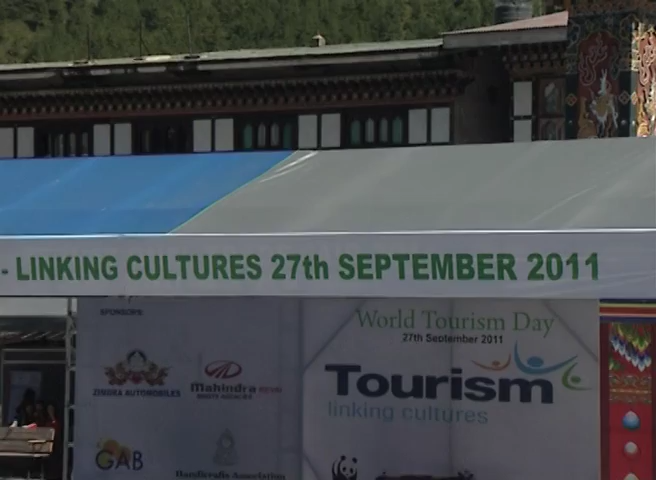 - LINKING CULTURES 27th SEPTEMBER 2011
SPONSORS
World Tourism Day
27th September 2011
Tourism
linking cultures
ZIMDRA AUTOMOBILES
Mahindra
GAB
Handicrafts Association